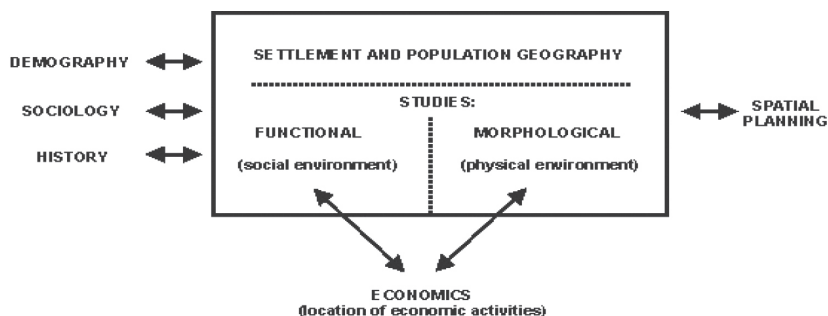 SETTLEMENT AND POPULATION GEOGRAPHY
DEMOGRAPHY
STUDIES:
SOCIOLOGY
SPATIAL
PLANNING
FUNCTIONAL
MORPHOLOGICAL
HISTORY
(social environment)
(physical environment)
ECONOMICS
(location of economic activities)